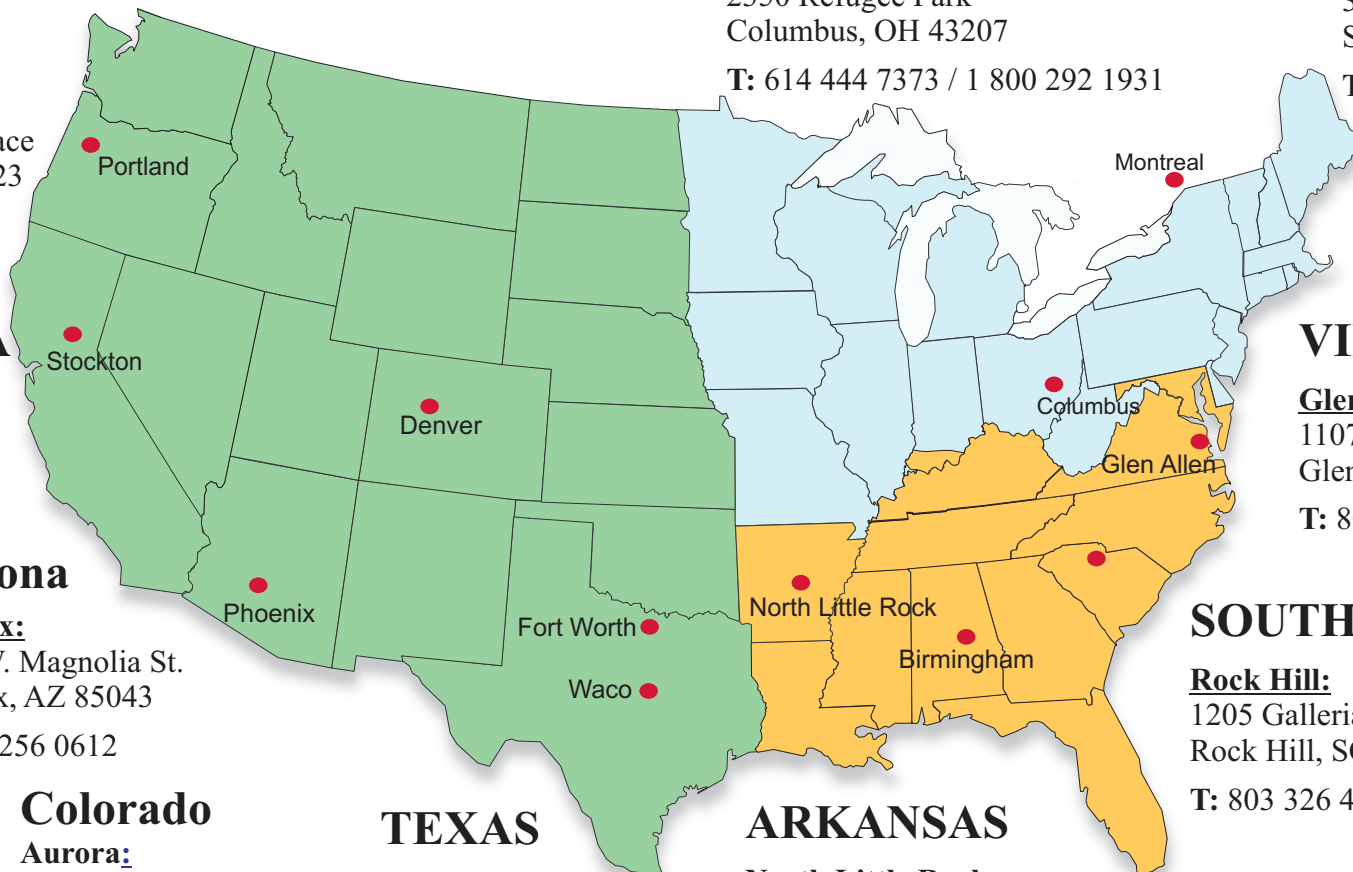 Columbus, OH 43207
T: 614 444 7373 / 1 800 292 1931
Montreal
Portland
Stockton
Denver
Columbus
Glen Allen
Phoenix
North Little Rock
Fort Worth
Birmingham
Waco
ona
x:
. Magnolia St.
x, AZ 85043
256 0612
Colorado
Aurora:
TEXAS
ARKANSAS
VI
Glen
1107
Glen
T: 8
SOUTH
Rock Hill:
1205 Galleria
Rock Hill, SC
T: 803 326 4